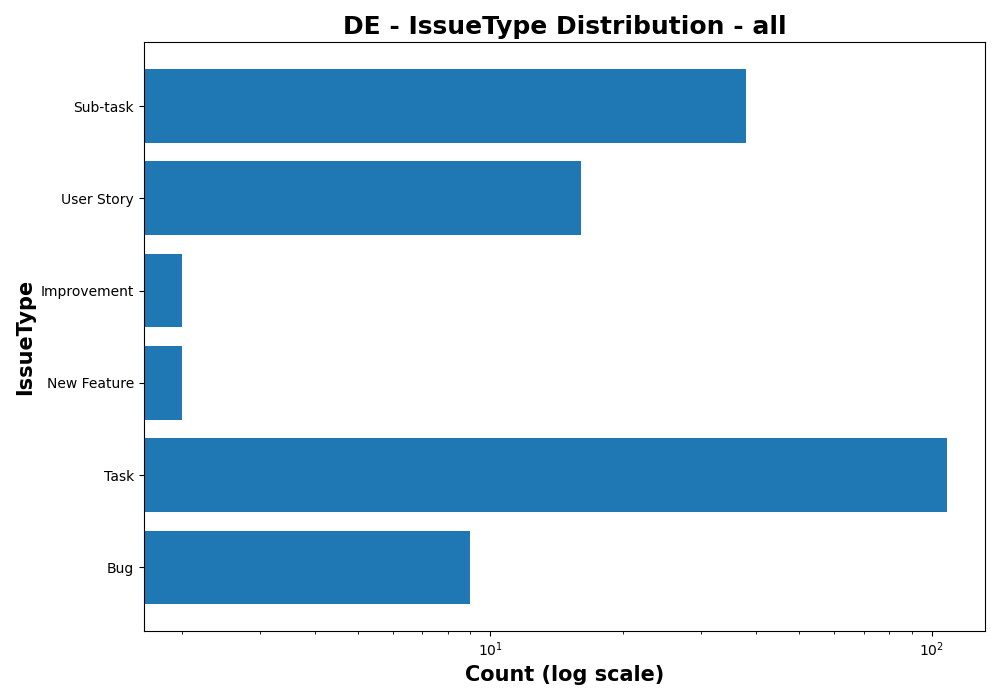 DE - IssueType Distribution - all
IssueType
Sub-task
User Story
Improvement
New Feature
Task
Bug
10¹
10²
Count (log scale)